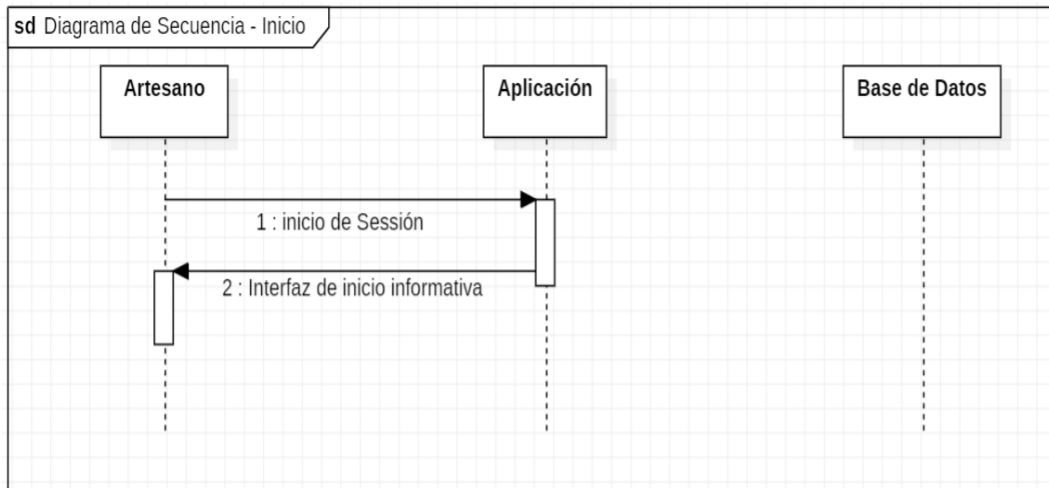 sd Diagrama de Secuencia - Inicio
Artesano
Aplicación
Base de Datos
1 : inicio de Sessión
2 : Interfaz de inicio informativa